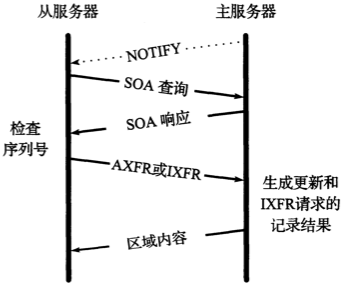 从服务器
主服务器
NOTIFY
SOA 查询
SOA 响应
检查
序列号
AXFR或IXFR
生成更新和
IXFR请求的
记录结果
区域内容